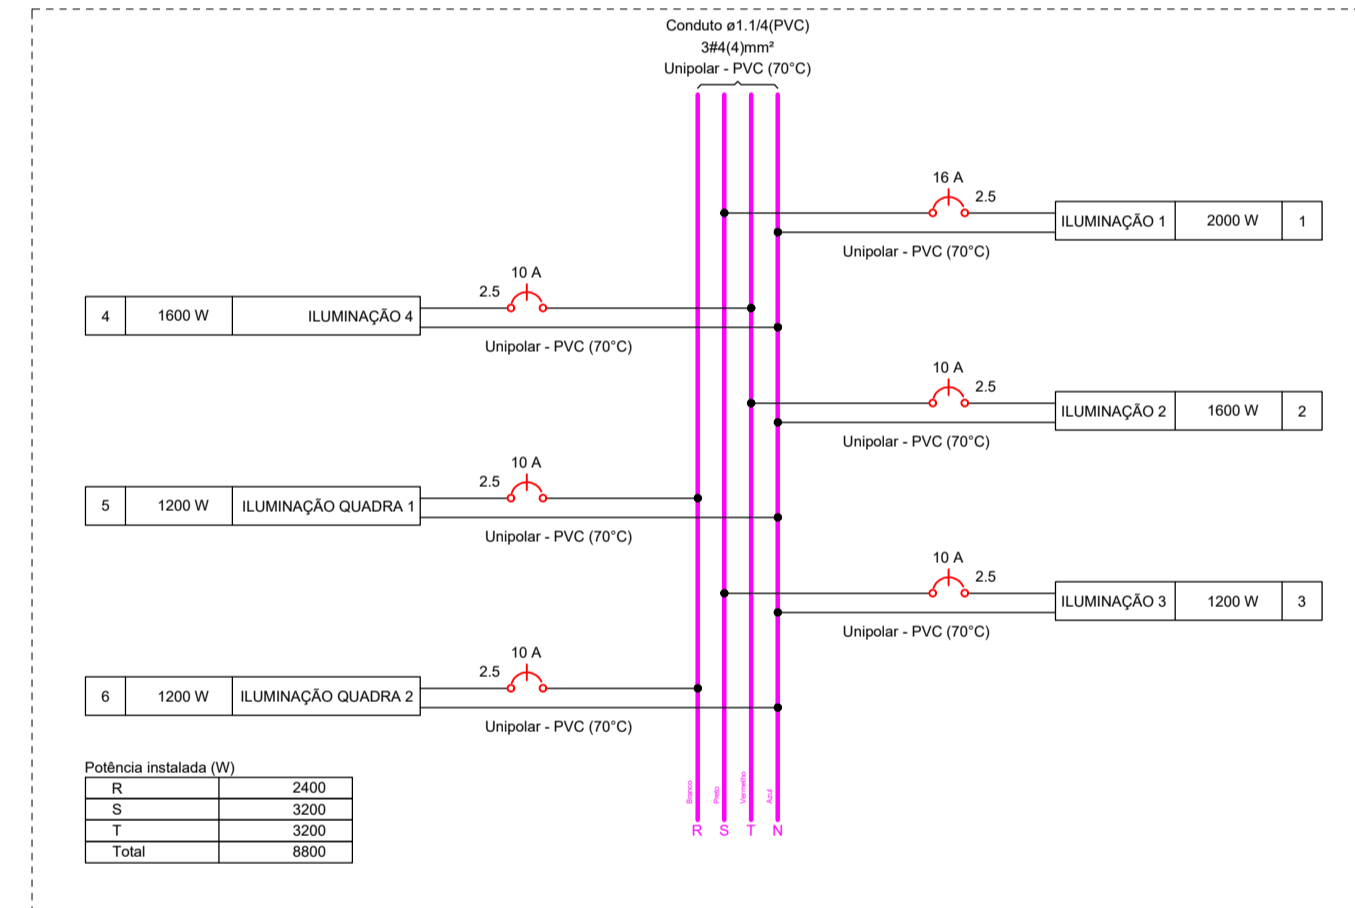 Conduto ø1.1/4(PVC)
3#4(4)mm²
Unipolar - PVC (70°C)
16 A
2.5
ILUMINAÇÃO 1 2000 W 1
Unipolar - PVC (70°C)
10 A
2.5
4 1600 W ILUMINAÇÃO 4
Unipolar - PVC (70°C)
10 A
2.5
ILUMINAÇÃO 2 1600 W 2
Unipolar - PVC (70°C)
10 A
2.5
5 1200 W ILUMINAÇÃO QUADRA 1
Unipolar - PVC (70°C)
10 A
2.5
ILUMINAÇÃO 3 1200 W 3
Unipolar - PVC (70°C)
10 A
2.5
6 1200 W ILUMINAÇÃO QUADRA 2
Unipolar - PVC (70°C)
Potência instalada (W)
R 2400
S 3200
T 3200
Total 8800
Branco
Preto
Vermelho
Azul
R S T N